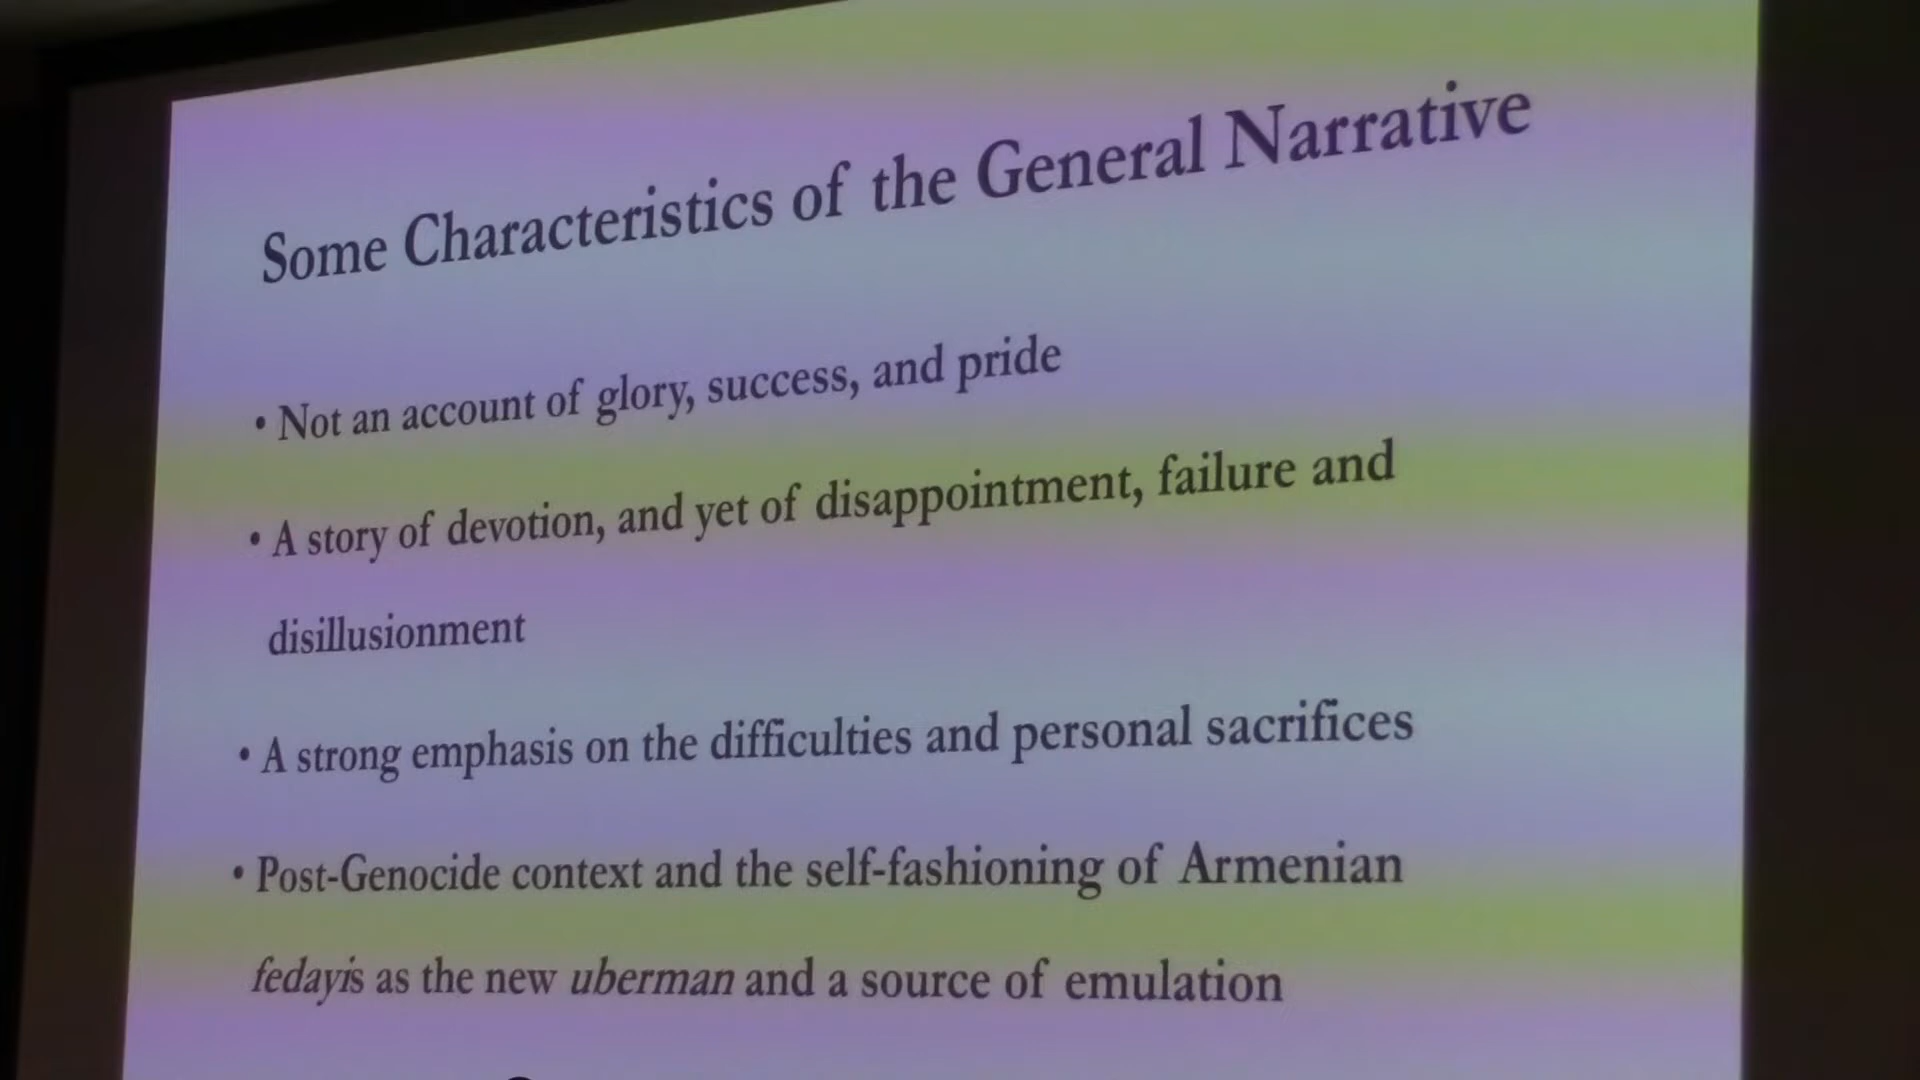 Some Characteristics of the General Narrative
• Not an account of glory, success, and pride
• A story of devotion, and yet of disappointment, failure and
disillusionment
• A strong emphasis on the difficulties and personal sacrifices
• Post-Genocide context and the self-fashioning of Armenian
fedayis as the new uberman and a source of emulation